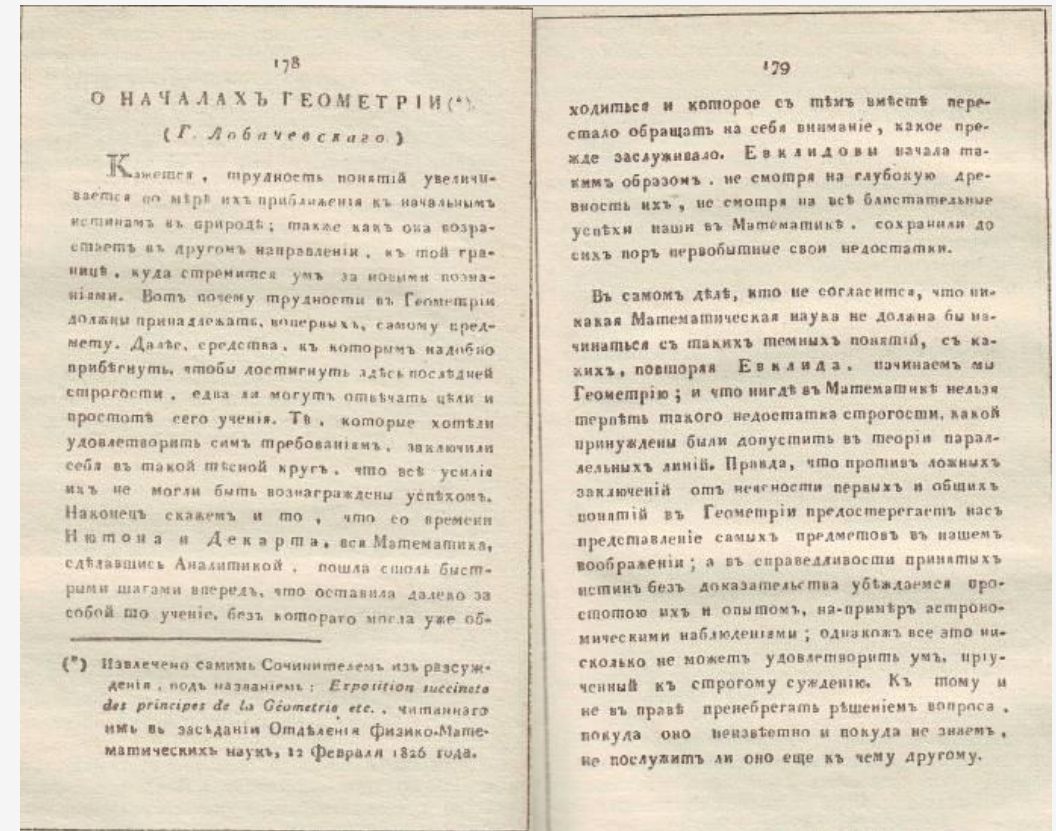 178
О НАЧАЛАХЪ ГЕОМЕТРІИ (*).
(Г. Лобачевскаго.)
Кажется, трудность понятій увеличи-
вается по мѣрѣ ихъ приближенія къ начальнымъ
истинамъ въ природѣ; также какъ она возра-
стаетъ въ другомъ направленіи, къ той гра-
ницѣ, куда стремится умъ за новыми позна-
ніями. Вотъ почему трудности въ Геометріи
должны принадлежать, вопервыхъ, самому пред-
мету. Далѣе, средства, къ которымъ надобно
прибѣгнуть, чтобы достигнуть здѣсь послѣдней
строгости, едва ли могутъ отвѣчать цѣли и
простотѣ сего ученія. Тѣ, которые хотѣли
удовлетворить симъ требованіямъ, заключили
себя въ такой тѣсной кругъ, что всѣ усилія
ихъ не могли быть вознаграждены успѣхомъ.
Наконецъ скажемъ и то, что со времени
Нютона и Декарта, вся Математика,
сдѣлавшись Аналитикой, пошла столь быст-
рыми шагами впередъ, что оставила далеко за
собой то ученіе, безъ котораго могла уже об-
(*) Извлечено самимъ Сочинителемъ изъ разсуж-
денія, подъ названіемъ: Exposition succincte
des principes de la Géometrie etc., читаннаго
имъ въ засѣданіи Отдѣленія физико-Мате-
матическихъ наукъ, 12 Февраля 1826 года.
179
ходиться и которое съ тѣмъ вмѣстѣ пере-
стало обращать на себя вниманіе, какое пре-
жде заслуживало. Евклидовы начала та-
кимъ образомъ, не смотря на глубокую дре-
вность ихъ, не смотря на всѣ блистательные
успѣхи наши въ Математикѣ, сохранили до
сихъ поръ первобытные свои недостатки.
Въ самомъ дѣлѣ, кто не согласится, что ни-
какая Математическая наука не должна бы на-
чинаться съ такихъ темныхъ понятій, съ ка-
кихъ, повторяя Евклида, начинаемъ мы
Геометрію; и что нигдѣ въ Математикѣ нельзя
терпѣть такого недостатка строгости, какой
принуждены были допустить въ теоріи парал-
лельныхъ линій. Правда, что противъ ложныхъ
заключеній отъ неясности первыхъ и общихъ
понятій въ Геометріи предостерегаетъ насъ
представленіе самыхъ предметовъ въ нашемъ
воображеніи; а въ справедливости принятыхъ
истинъ безъ доказательства убѣждаемся про-
стотою ихъ и опытомъ, на-примѣръ астроно-
мическими наблюденіями; однакожъ все это ни-
сколько не можетъ удовлетворить умъ, прiу-
ченный къ строгому сужденію. Къ тому и
не въ правѣ пренебрегать рѣшеніемъ вопроса,
покуда оно неизвѣстно и покуда не знаемъ,
не послужитъ ли оно еще къ чему другому.